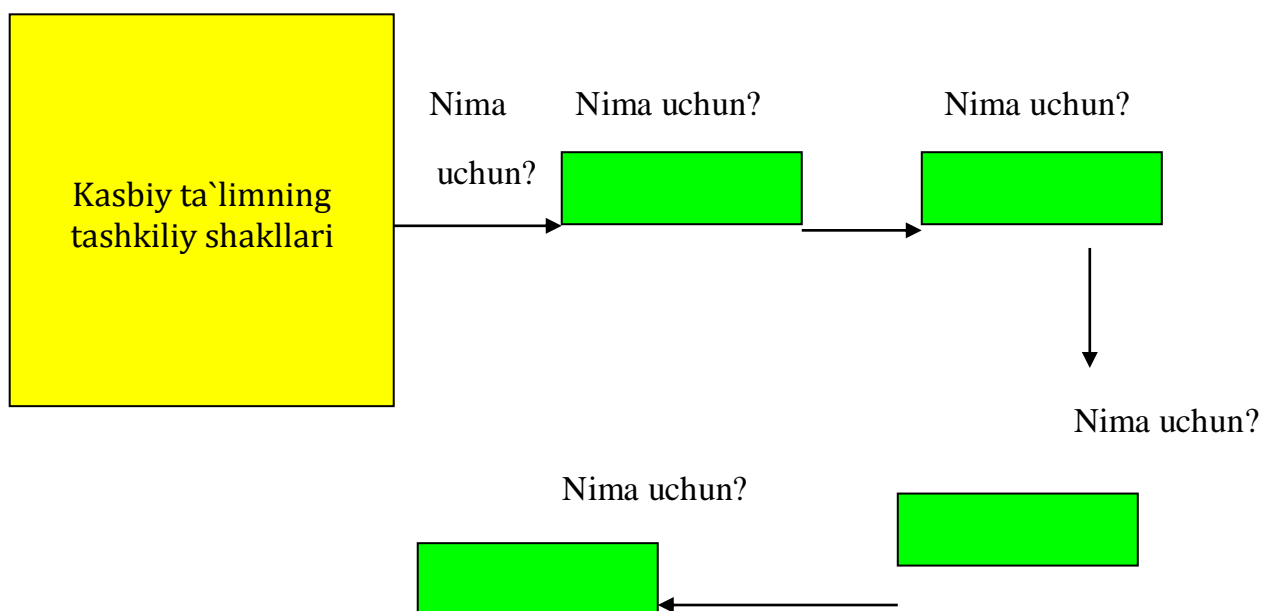 Nima
uchun?
Nima uchun?
Nima uchun?
Kasbiy ta`limning
tashkiliy shakllari
Nima uchun?
Nima uchun?